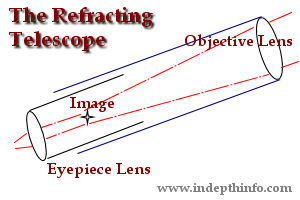 The Refracting
Telescope
Objective Lens
Image
Eyepiece Lens
www.indepthinfo.com